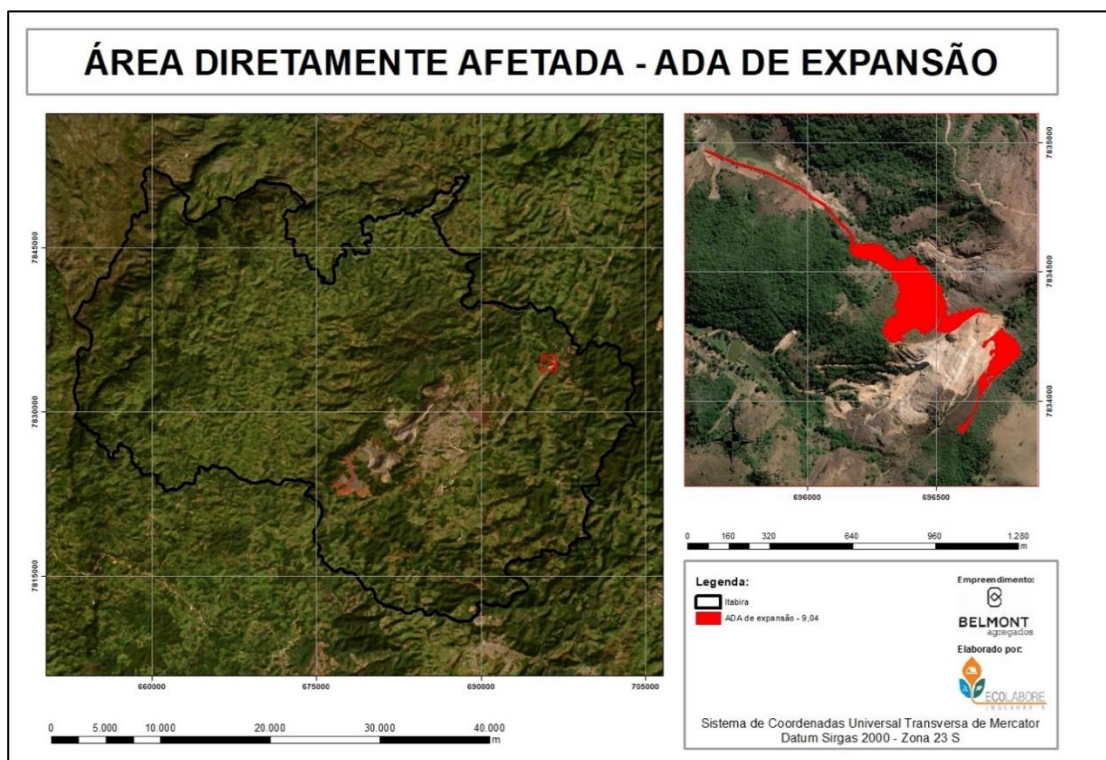 ÁREA DIRETAMENTE AFETADA - ADA DE EXPANSÃO
7845000
7830000
7815000
660000
675000
690000
705000
0 5.000 10.000 20.000 30.000 40.000
m
7835000
7834500
7834000
696000
696500
0 160 320 640 960 1.280
m
Legenda:
Itabira
ADA de expansão - 9,04
Empreendimento:
BELMONT
agregados
Elaborado por:
ECOLABORE
ENGENHARIA
Sistema de Coordenadas Universal Transversa de Mercator
Datum Sirgas 2000 - Zona 23 S